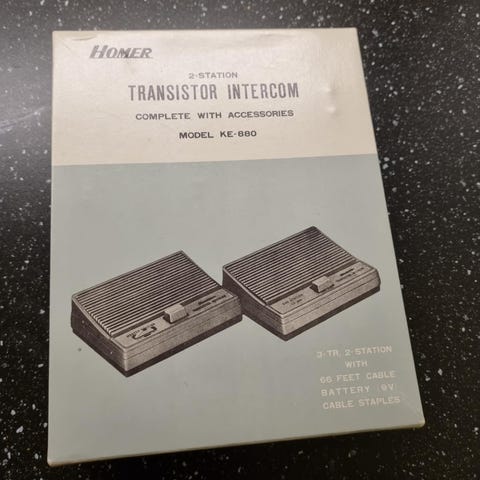 HOMER
2-STATION
TRANSISTOR INTERCOM
COMPLETE WITH ACCESSORIES
MODEL KE-880
3-TR, 2-STATION
WITH
66 FEET CABLE
BATTERY 9V
CABLE STAPLES